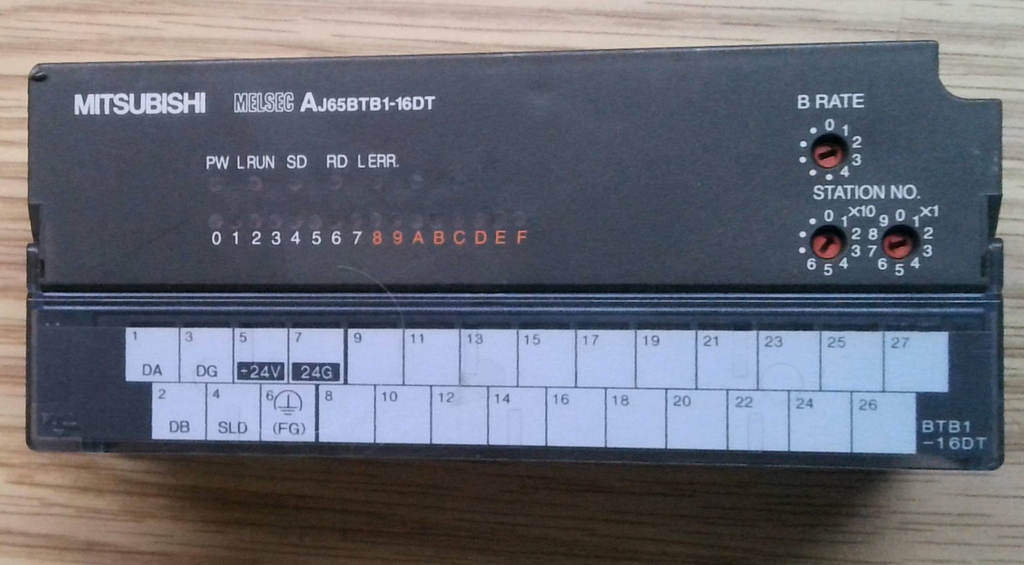 MITSUBISHI MELSEC AJ65BTB1-16DT
B RATE
0 1 2 3 4
PW L RUN SD RD L ERR.
STATION NO.
0 1 2 3 4 5 6 X10
0 1 2 3 4 5 6 7 8 9 X1
0 1 2 3 4 5 6 7 8 9 A B C D E F
1 3 5 7 9 11 13 15 17 19 21 23 25 27
DA DG +24V 24G
2 4 6 8 10 12 14 16 18 20 22 24 26
DB SLD (FG)
BTB1
-16DT